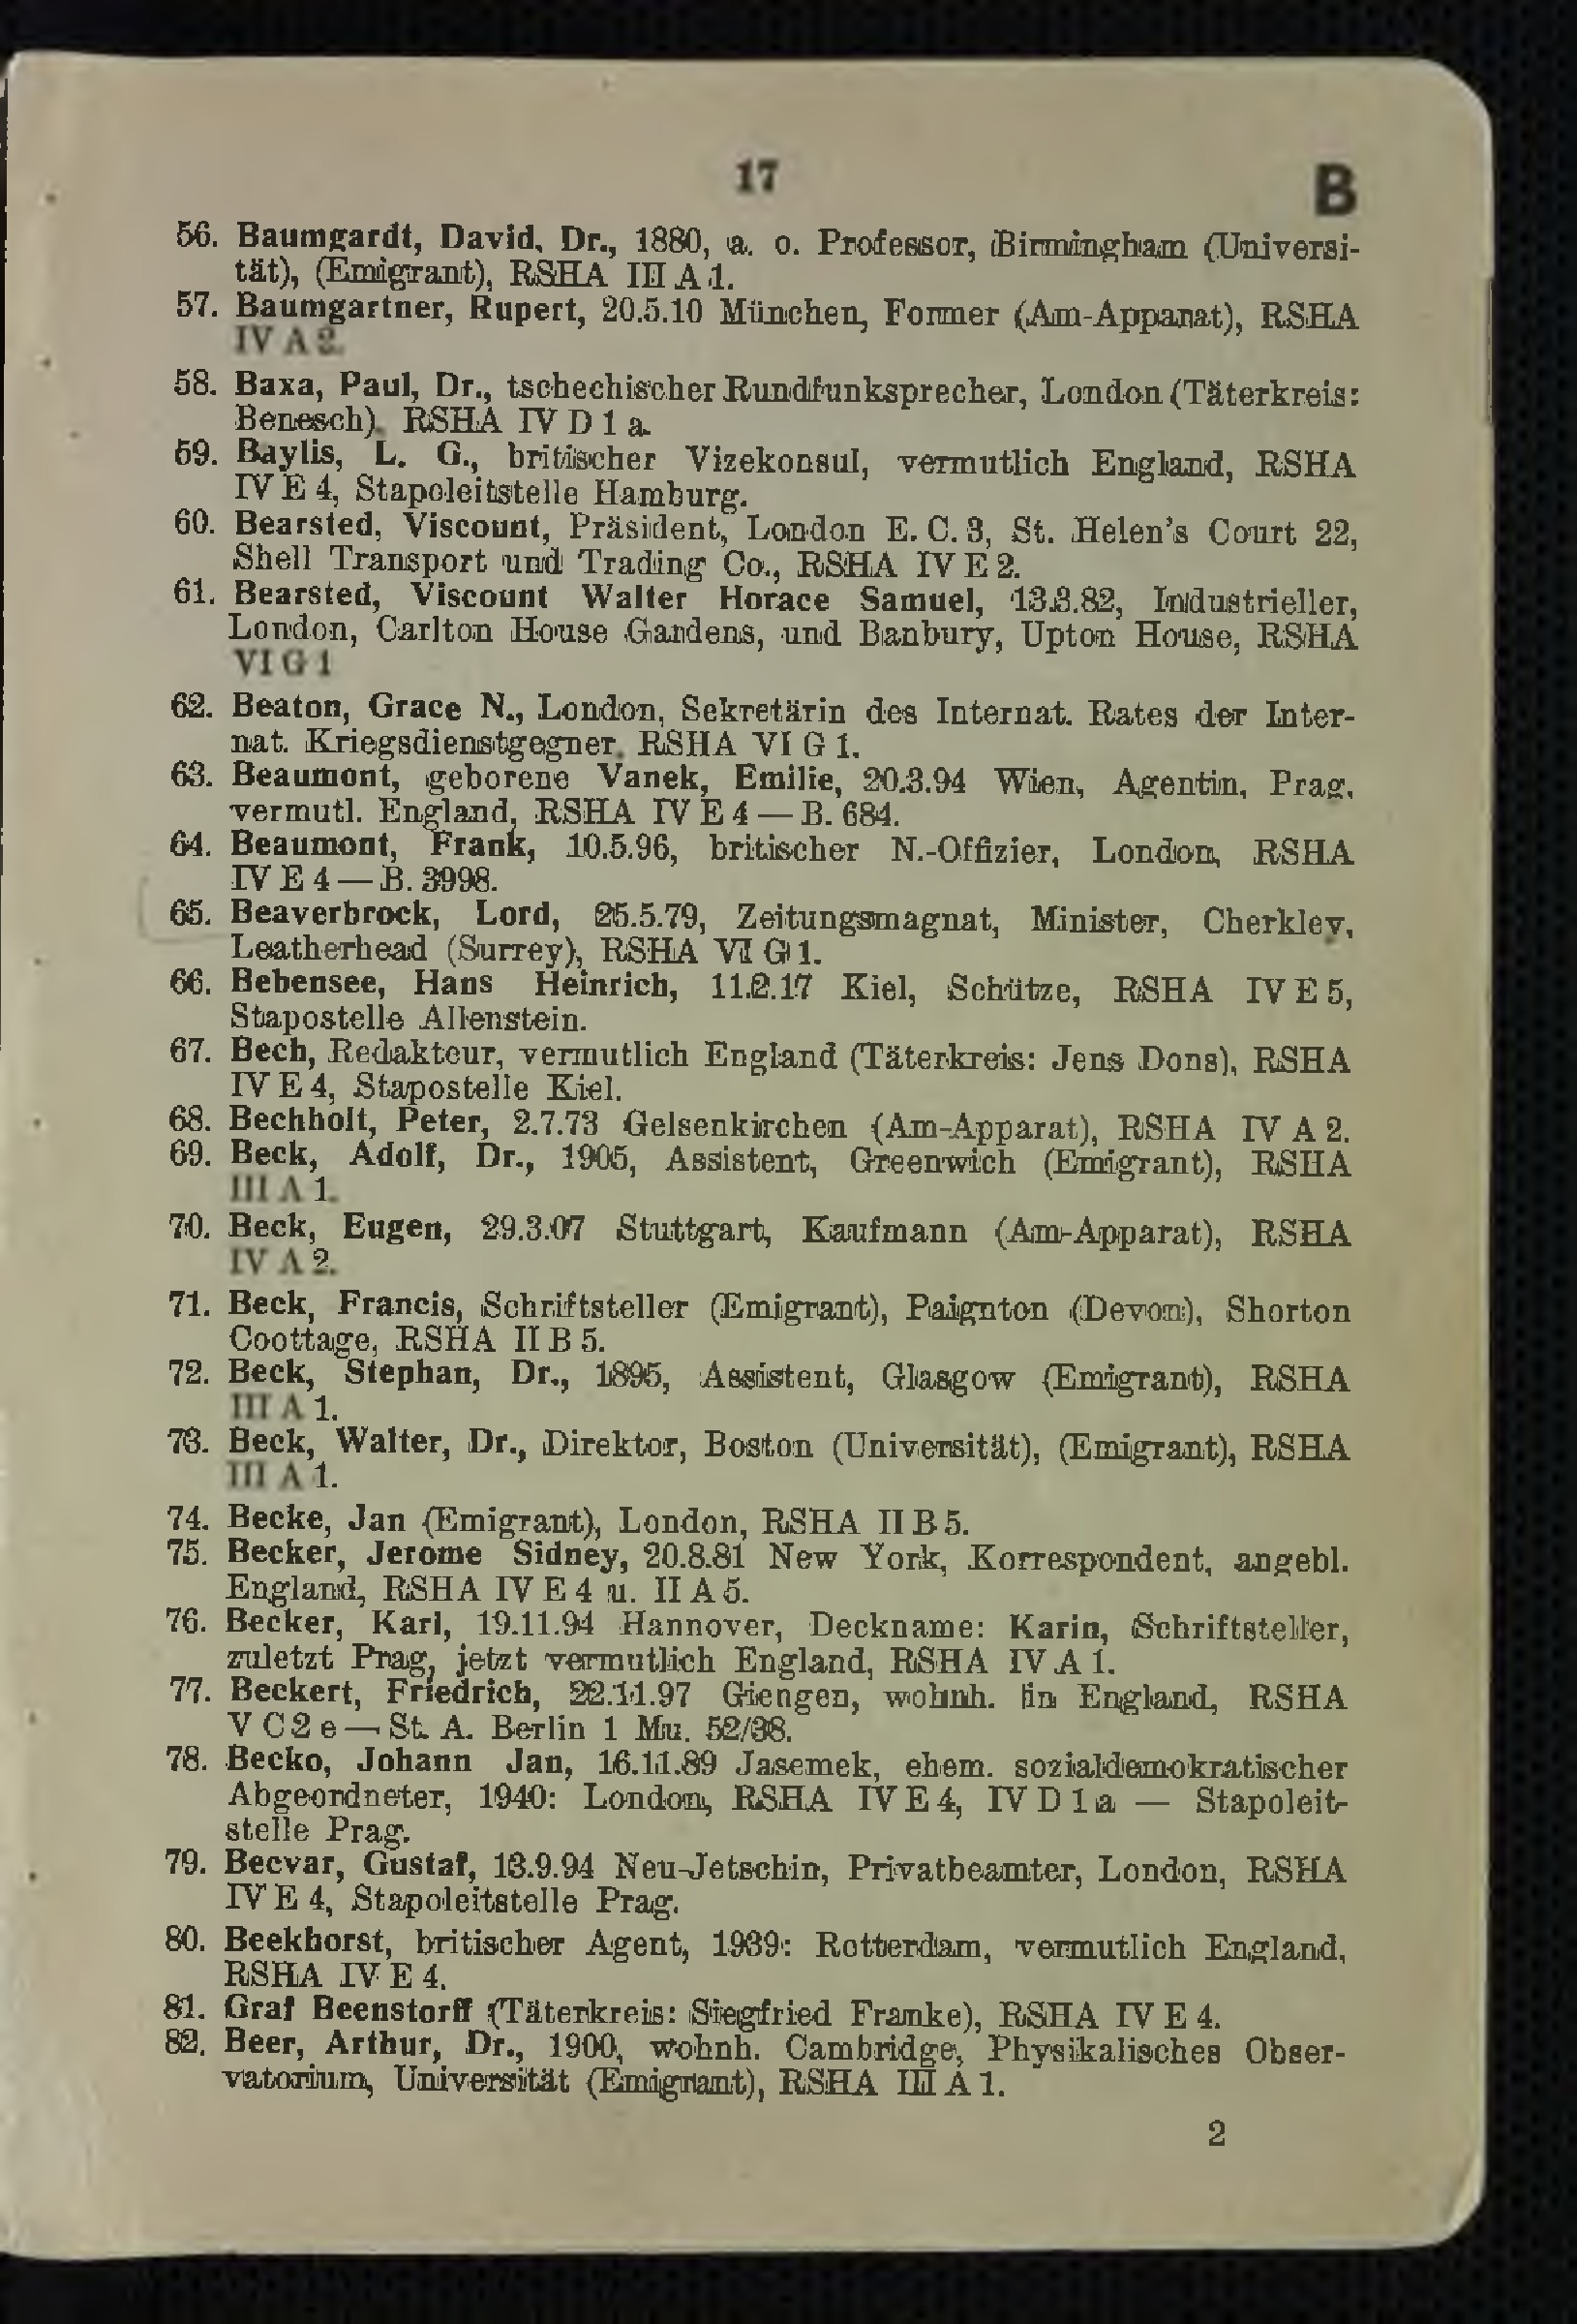 17
B
56. Baumgardt, David, Dr., 1880, a. o. Professor, Birmingham (Universi-
tät), (Emigrant), RSHA III A 1.
57. Baumgartner, Rupert, 20.5.10 München, Former (Am-Apparat), RSHA
IV A 2.
58. Baxa, Paul, Dr., tschechischer Rundfunksprecher, London (Täterkreis:
Benesch), RSHA IV D 1 a.
59. Baylis, L. G., britischer Vizekonsul, vermutlich England, RSHA
IV E 4, Stapoleitstelle Hamburg.
60. Bearsted, Viscount, Präsident, London E. C. 3, St. Helen's Court 22,
Shell Transport und Trading Co., RSHA IV E 2.
61. Bearsted, Viscount Walter Horace Samuel, 13.3.82, Industrieller,
London, Carlton House Gardens, und Banbury, Upton House, RSHA
VI G 1
62. Beaton, Grace N., London, Sekretärin des Internat. Rates der Inter-
nat. Kriegsdienstgegner, RSHA VI G 1.
63. Beaumont, geborene Vanek, Emilie, 20.3.94 Wien, Agentin, Prag,
vermutl. England, RSHA IV E 4 — B. 684.
64. Beaumont, Frank, 10.5.96, britischer N.-Offizier, London, RSHA
IV E 4 — B. 3998.
65. Beaverbrock, Lord, 25.5.79, Zeitungsmagnat, Minister, Cherkley,
Leatherhead (Surrey), RSHA VI G 1.
66. Bebensee, Hans Heinrich, 11.2.17 Kiel, Schütze, RSHA IV E 5,
Stapostelle Allenstein.
67. Bech, Redakteur, vermutlich England (Täterkreis: Jens Dons), RSHA
IV E 4, Stapostelle Kiel.
68. Bechholt, Peter, 2.7.73 Gelsenkirchen (Am-Apparat), RSHA IV A 2.
69. Beck, Adolf, Dr., 1905, Assistent, Greenwich (Emigrant), RSHA
III A 1.
70. Beck, Eugen, 29.3.07 Stuttgart, Kaufmann (Am-Apparat), RSHA
IV A 2.
71. Beck, Francis, Schriftsteller (Emigrant), Paignton (Devon), Shorton
Coottage, RSHA II B 5.
72. Beck, Stephan, Dr., 1895, Assistent, Glasgow (Emigrant), RSHA
III A 1.
73. Beck, Walter, Dr., Direktor, Boston (Universität), (Emigrant), RSHA
III A 1.
74. Becke, Jan (Emigrant), London, RSHA II B 5.
75. Becker, Jerome Sidney, 20.8.81 New York, Korrespondent, angebl.
England, RSHA IV E 4 u. II A 5.
76. Becker, Karl, 19.11.94 Hannover, Deckname: Karin, Schriftsteller,
zuletzt Prag, jetzt vermutlich England, RSHA IV A 1.
77. Beckert, Friedrich, 22.11.97 Giengen, wohnh. in England, RSHA
V C 2 e — St. A. Berlin 1 Mu. 52/38.
78. Becko, Johann Jan, 16.11.89 Jasemek, ehem. sozialdemokratischer
Abgeordneter, 1940: London, RSHA IV E 4, IV D 1 a — Stapoleit-
stelle Prag.
79. Becvar, Gustaf, 13.9.94 Neu-Jetschin, Privatbeamter, London, RSHA
IV E 4, Stapoleitstelle Prag.
80. Beekhorst, britischer Agent, 1939: Rotterdam, vermutlich England,
RSHA IV E 4.
81. Graf Beenstorff (Täterkreis: Siegfried Franke), RSHA IV E 4.
82. Beer, Arthur, Dr., 1900, wohnh. Cambridge, Physikalisches Obser-
vatorium, Universität (Emigrant), RSHA III A 1.
2